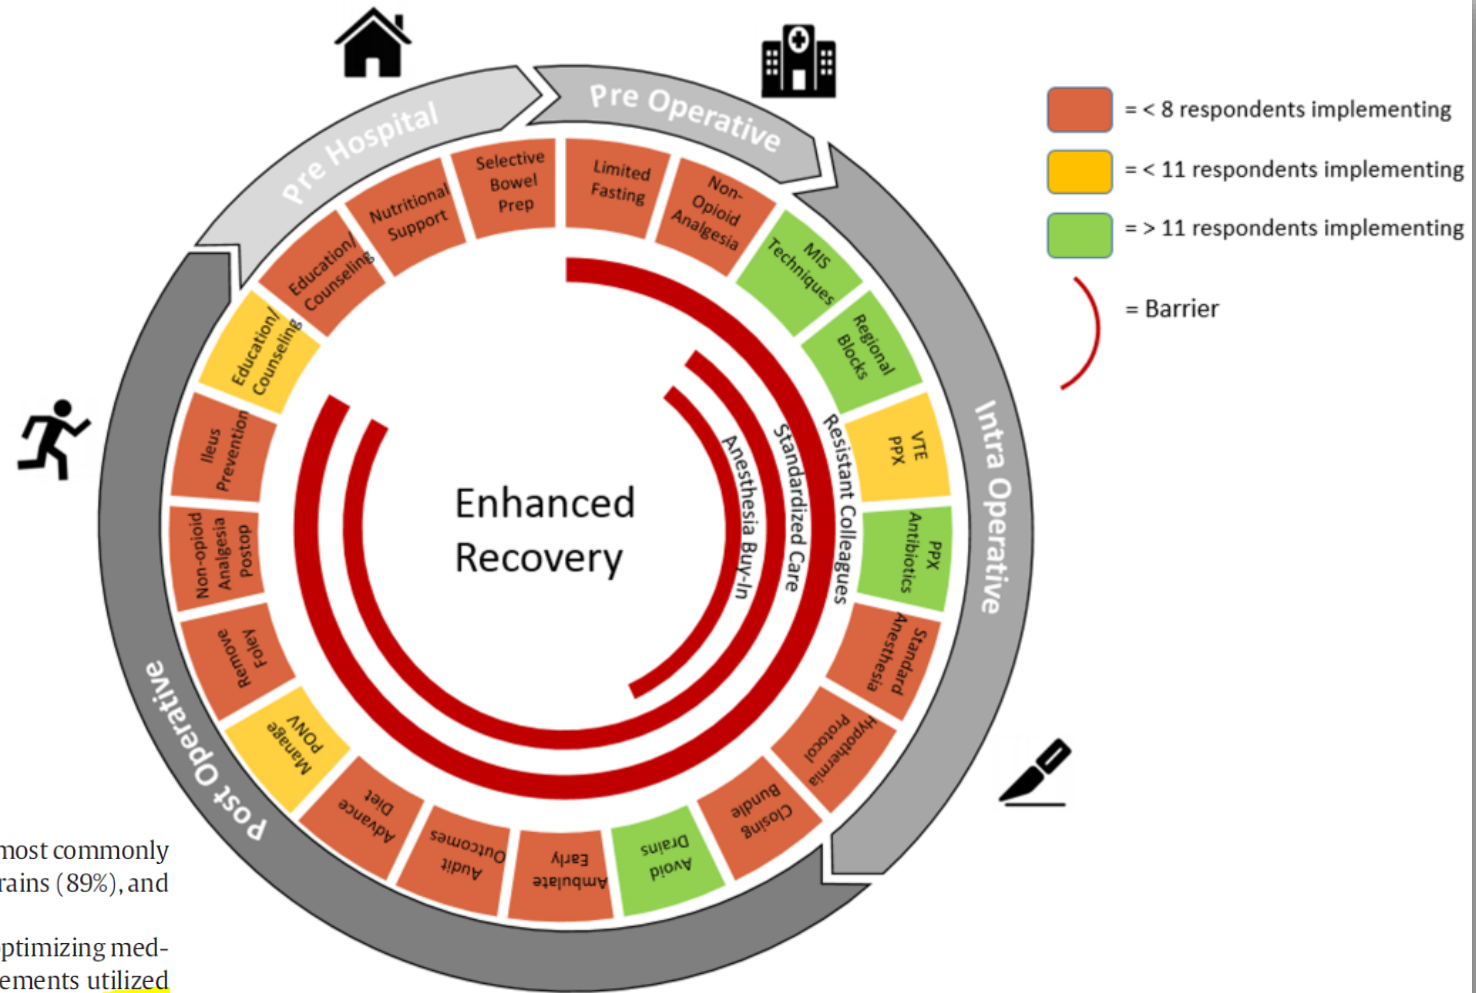 Pre Hospital
Pre Operative
Intra Operative
Post Operative
Selective
Bowel
Prep
Limited
Fasting
Non-
Opioid
Analgesia
MIS
Techniques
Regional
Blocks
VTE
PPX
PPX
Antibiotics
Standard
Anesthesia
Hypothermia
Protocol
Closing
Bundle
Avoid
Drains
Early
Ambulate
Audit
Outcomes
Advance
Diet
Manage
PONV
Remove
Foley
Non-opioid
Analgesia
Postop
Ileus
Prevention
Education/
Counseling
Education/
Counseling
Nutritional
Support
Resistant Colleagues
Standardized Care
Anesthesia Buy-In
Enhanced
Recovery
= < 8 respondents implementing
= < 11 respondents implementing
= > 11 respondents implementing
= Barrier
most commonly
rains (89%), and
optimizing med-
ements utilized